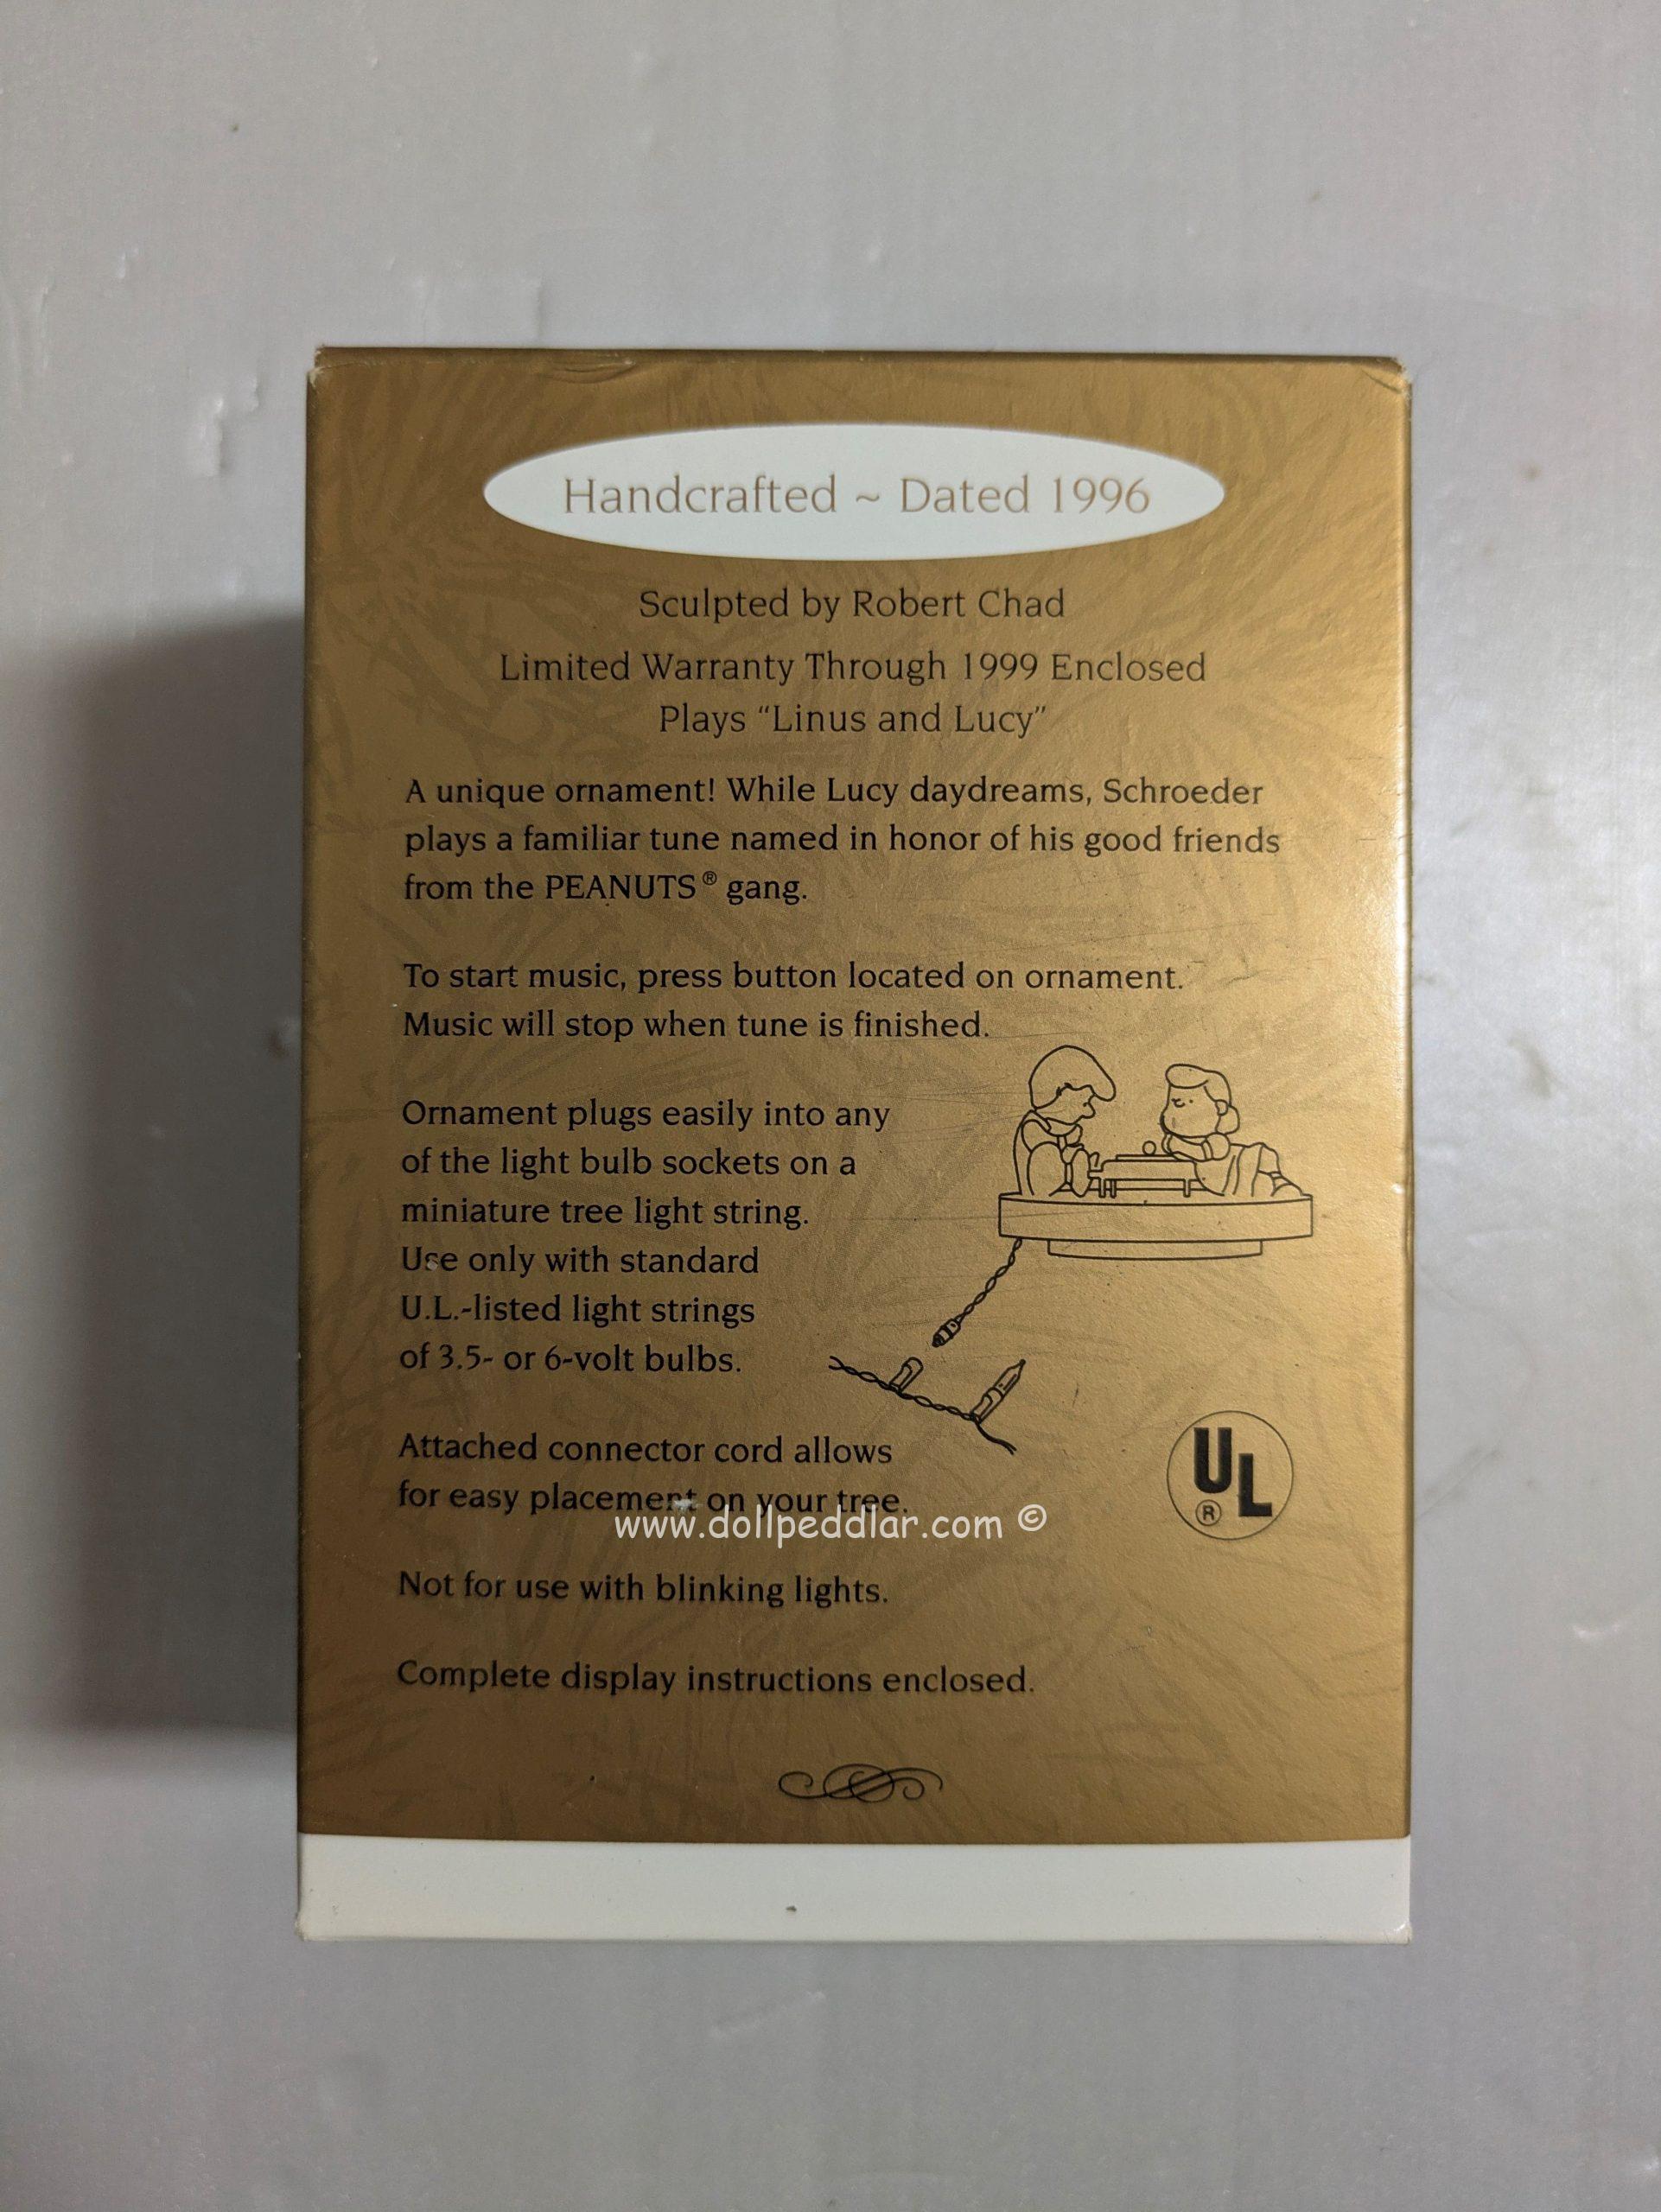 Handcrafted ~ Dated 1996
Sculpted by Robert Chad
Limited Warranty Through 1999 Enclosed
Plays “Linus and Lucy”
A unique ornament! While Lucy daydreams, Schroeder
plays a familiar tune named in honor of his good friends
from the PEANUTS® gang.
To start music, press button located on ornament.
Music will stop when tune is finished.
Ornament plugs easily into any
of the light bulb sockets on a
miniature tree light string.
Use only with standard
U.L.-listed light strings
of 3.5- or 6-volt bulbs.
Attached connector cord allows
for easy placement on your tree.
UL®
www.dollpeddlar.com ©
Not for use with blinking lights.
Complete display instructions enclosed.